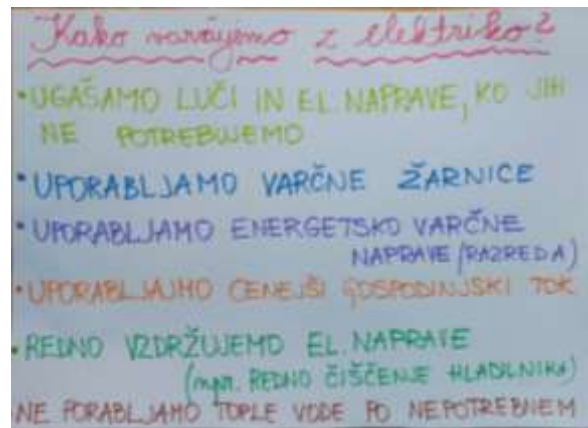 Kako varčujemo z elektriko?
• UGAŠAMO LUČI IN EL. NAPRAVE, KO JIH
NE POTREBUJEMO
• UPORABLJAMO VARČNE ŽARNICE
• UPORABLJAMO ENERGETSKO VARČNE
NAPRAVE (RAZREDA)
• UPORABLJAJMO CENEJŠI GOSPODINJSKI TOK
• REDNO VZDRŽUJEMO EL. NAPRAVE
(npr. REDNO ČIŠČENJE HLADILNIKA)
• NE PORABLJAMO TOPLE VODE PO NEPOTREBNEM